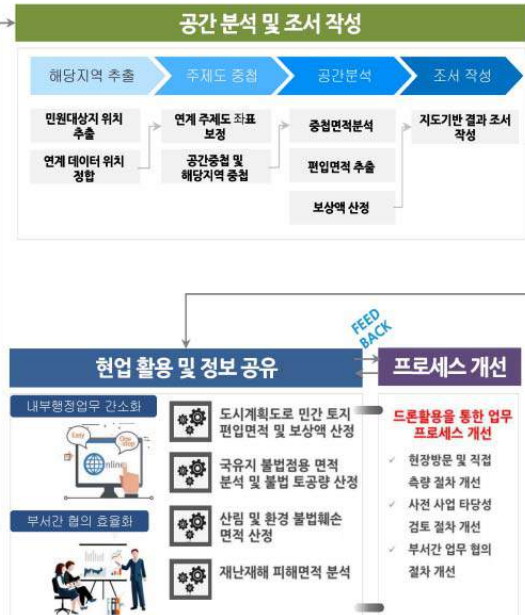 공간 분석 및 조서 작성
해당지역 추출
주제도 중첩
공간분석
조서 작성
민원대상지 위치
추출
연계 데이터 위치
정합
연계 주제도 좌표
보정
공간중첩 및
해당지역 중첩
중첩면적분석
편입면적 추출
보상액 산정
지도기반 결과 조서
작성
FEED
BACK
현업 활용 및 정보 공유
내부행정업무 간소화
Easy
One
stop
Online
부서간 협의 효율화
도시계획도로 민간 토지
편입면적 및 보상액 산정
국유지 불법점용 면적
분석 및 불법 토공량 산정
산림 및 환경 불법훼손
면적 산정
재난재해 피해면적 분석
프로세스 개선
드론활용을 통한 업무
프로세스 개선
✓ 현장방문 및 직접
측량 절차 개선
✓ 사전 사업 타당성
검토 절차 개선
✓ 부서간 업무 협의
절차 개선